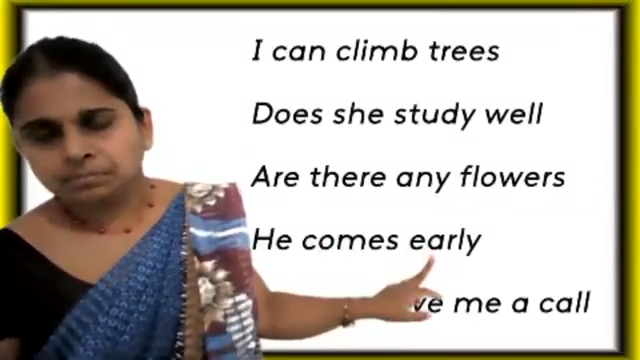 I can climb trees
Does she study well
Are there any flowers
He comes early
me a call